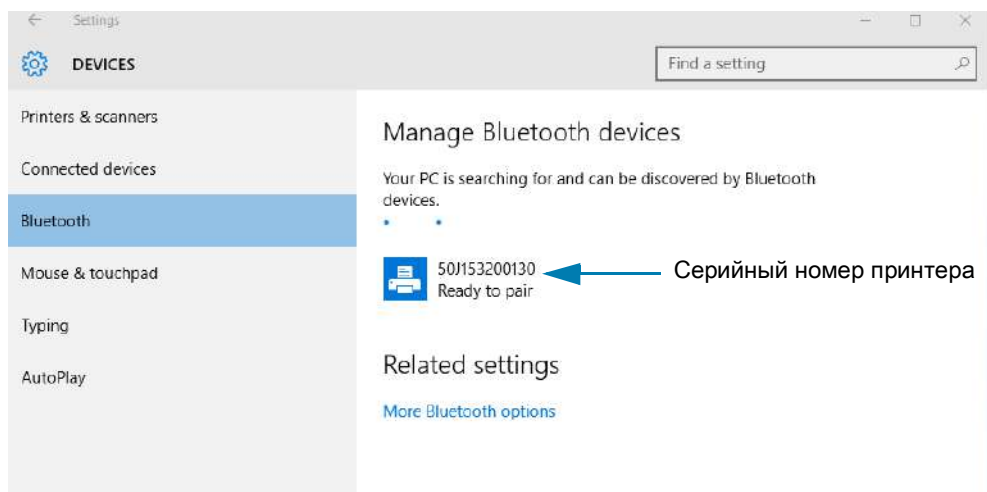 Settings
DEVICES
Find a setting
Printers & scanners
Connected devices
Bluetooth
Mouse & touchpad
Typing
AutoPlay
Manage Bluetooth devices
Your PC is searching for and can be discovered by Bluetooth
devices.
50J153200130
Серийный номер принтера
Ready to pair
Related settings
More Bluetooth options